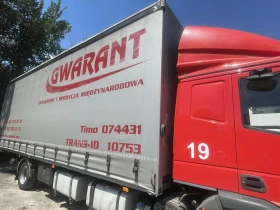 GWARANT
TRANSPORT I SPEDYCJA MIĘDZYNARODOWA
Timo 074431
TRANS-ID 10753
19